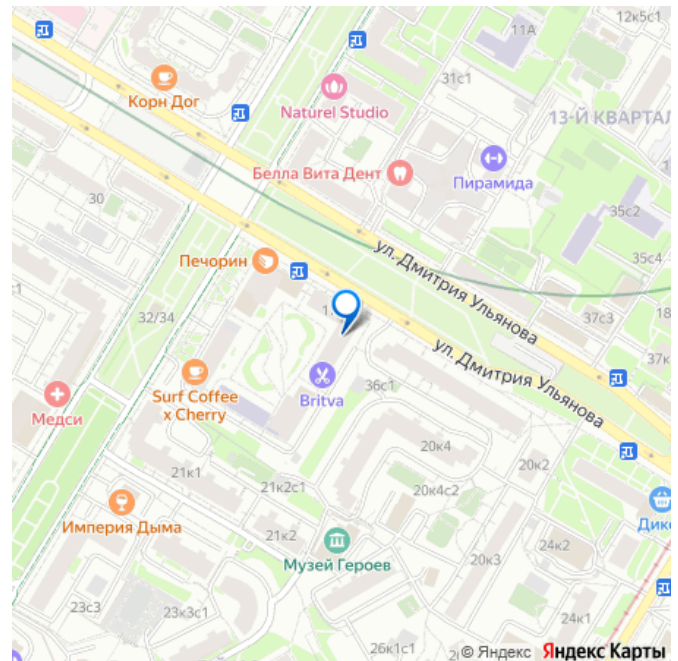 12к5с1
11А
Корн Дог
31с1
Naturel Studio
13-Й КВАРТАЛ
Белла Вита Дент
Пирамида
30
35с2
ул. Дмитрия Ульянова
35с4
Печорин
32/34
37с3
ул. Дмитрия Ульянова
Surf Coffee
x Cherry
Britva
36с1
Медси
20к4
20к2
21к1
21к2с1
20к4с2
Империя Дыма
21к2
24к2
Музей Героев
20к3
23с3
23к3с1
24к1
26к1с1
© Яндекс Яндекс Карты